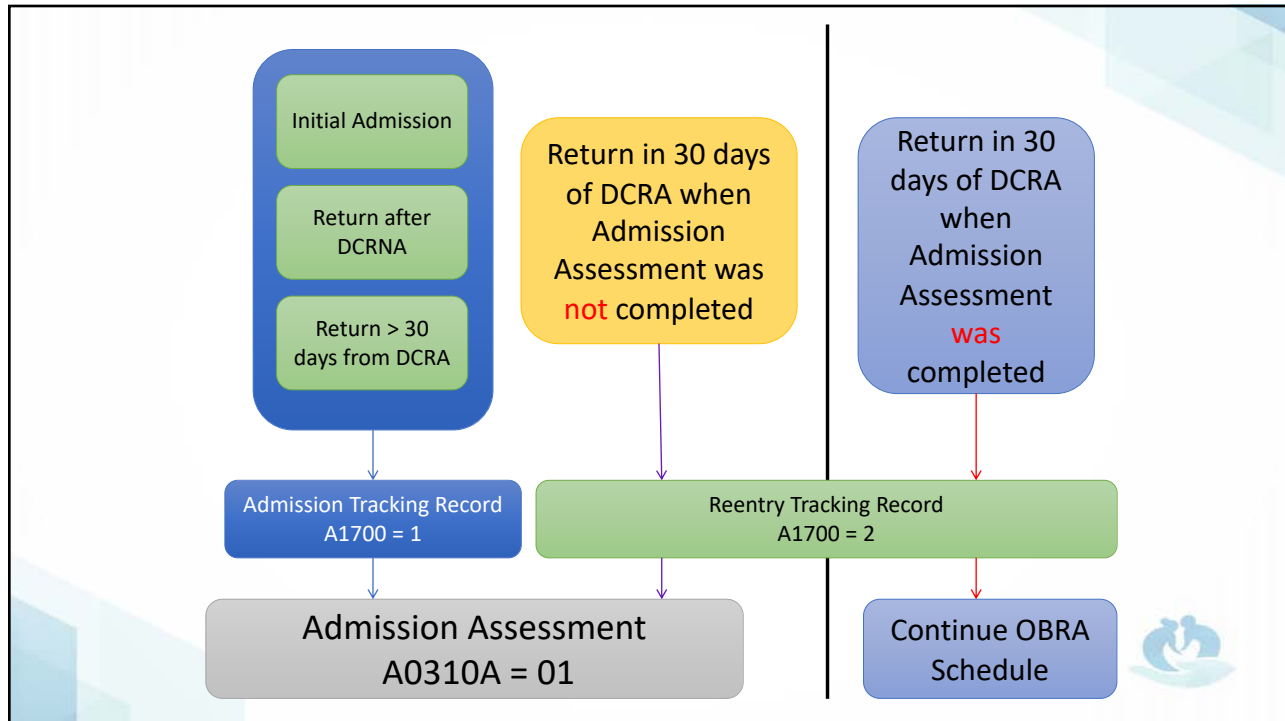 Initial Admission
Return after
DCRNA
Return > 30
days from DCRA
Return in 30 days
of DCRA when
Admission
Assessment was
not completed
Return in 30
days of DCRA
when
Admission
Assessment
was
completed
Admission Tracking Record
A1700 = 1
Reentry Tracking Record
A1700 = 2
Admission Assessment
A0310A = 01
Continue OBRA
Schedule